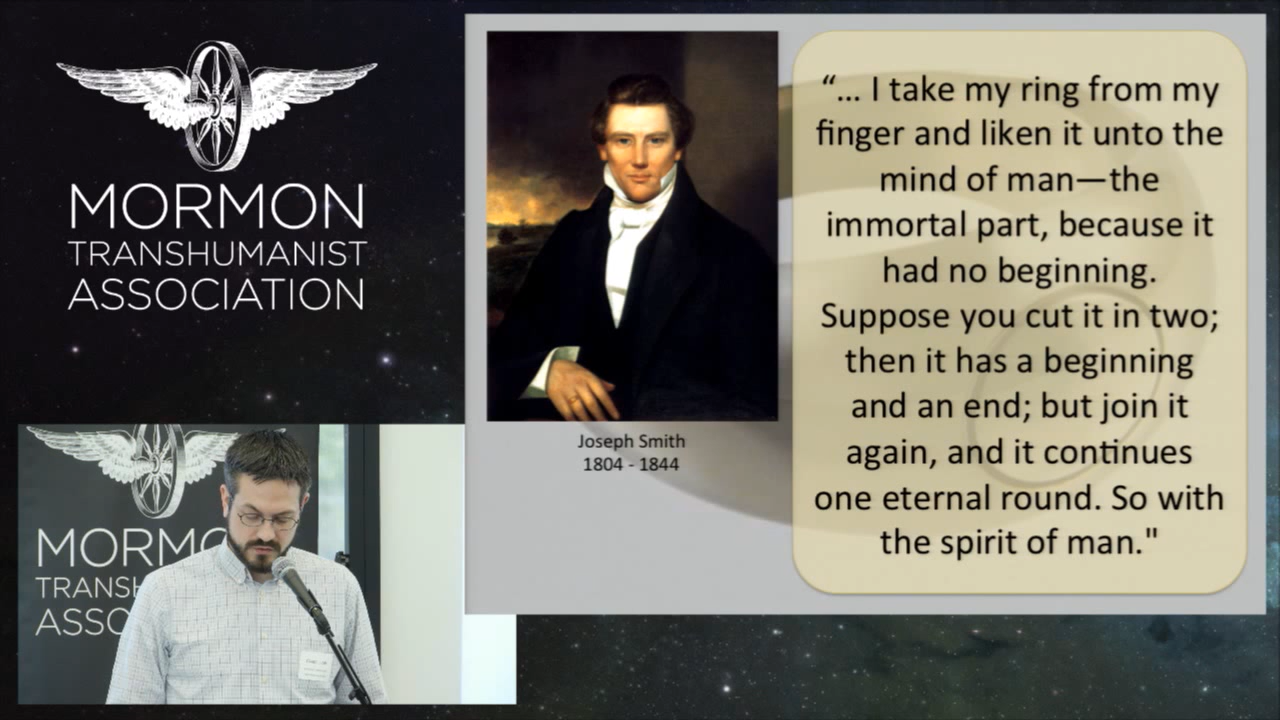 MORMON
TRANSHUMANIST
ASSOCIATION
“... I take my ring from my
finger and liken it unto the
mind of man—the
immortal part, because it
had no beginning.
Suppose you cut it in two;
then it has a beginning
and an end; but join it
again, and it continues
one eternal round. So with
the spirit of man."
Joseph Smith
1804 - 1844
MORMO
TRANSH
ASSO